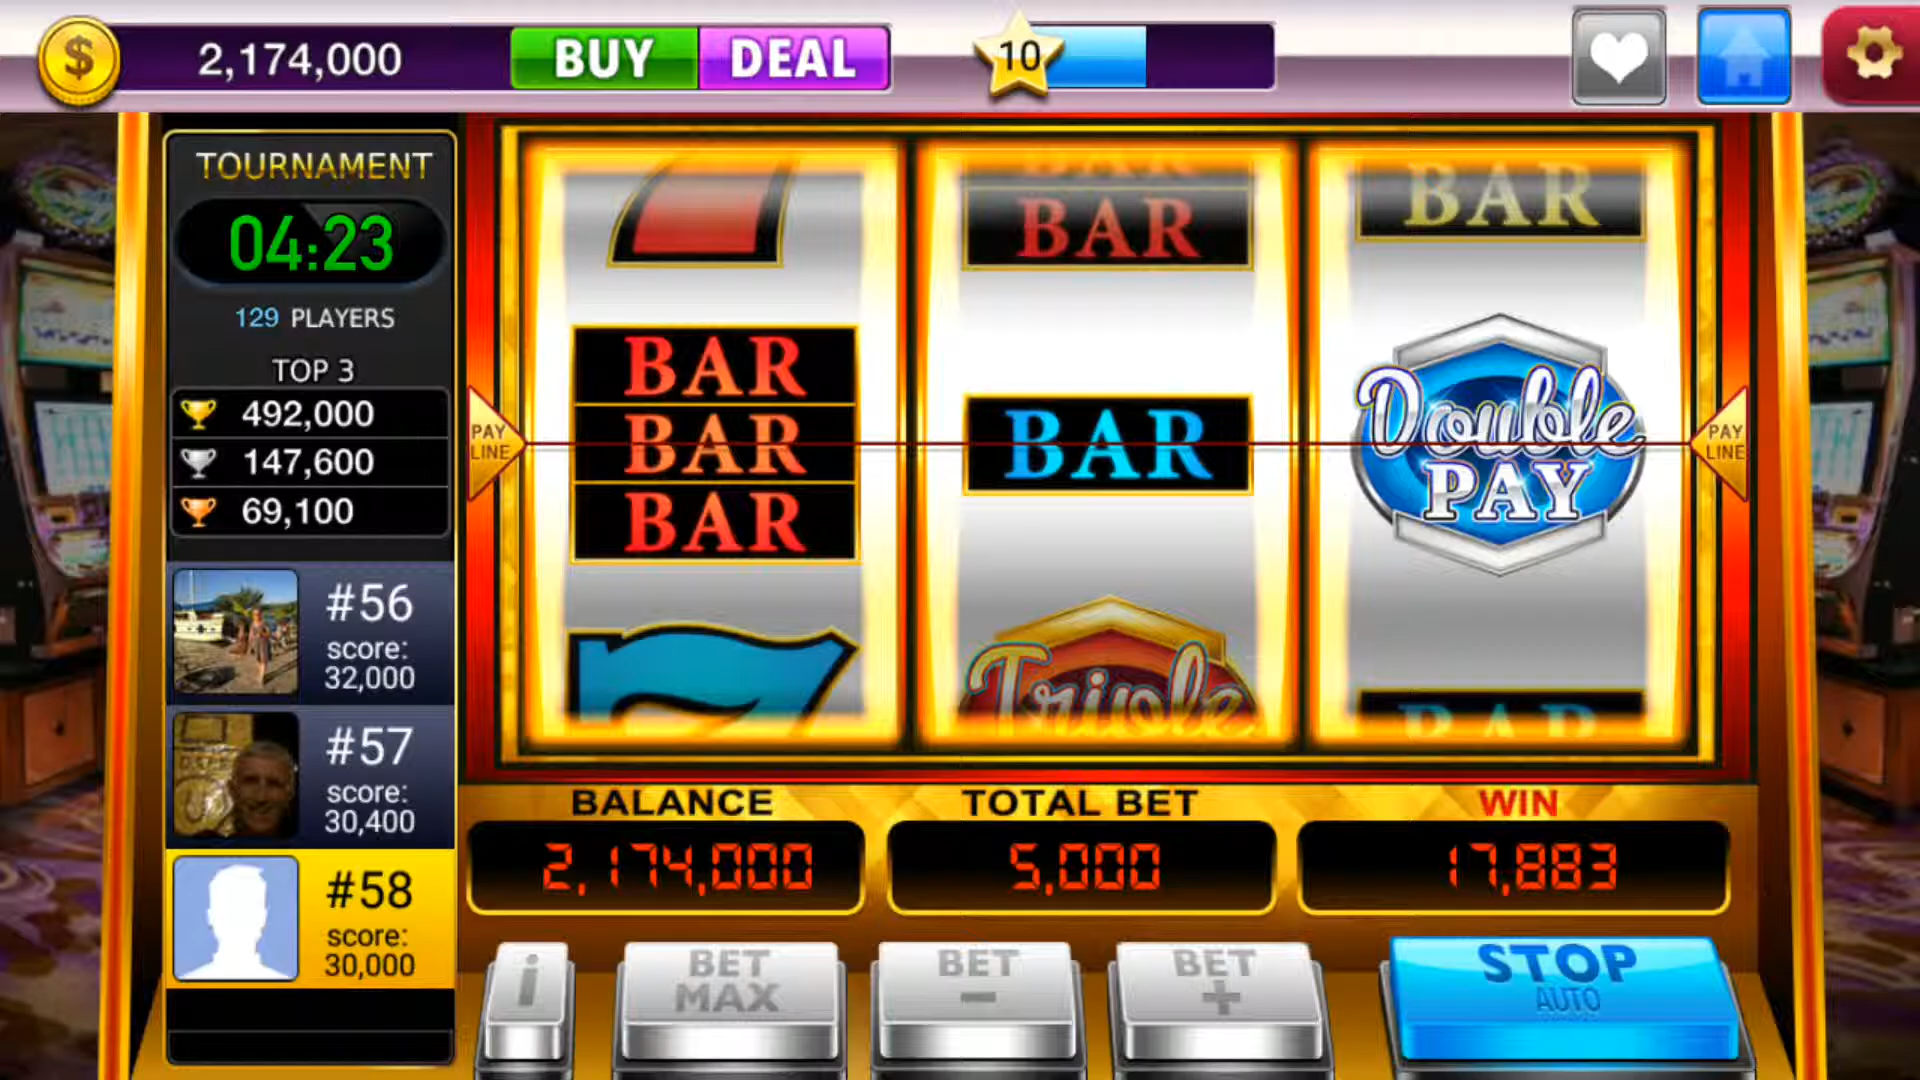 2,174,000
BUY
DEAL
10
TOURNAMENT
04:23
129 PLAYERS
TOP 3
492,000
147,600
69,100
#56
score:
32,000
#57
score:
30,400
#58
score:
30,000
PAY
LINE
BAR
BAR
BAR
BAR
BAR
BAR
Triple
BAR
Double
PAY
BAR
PAY
LINE
BALANCE
2,174,000
TOTAL BET
5,000
WIN
17,883
i
BET
MAX
BET
-
BET
+
STOP
AUTO